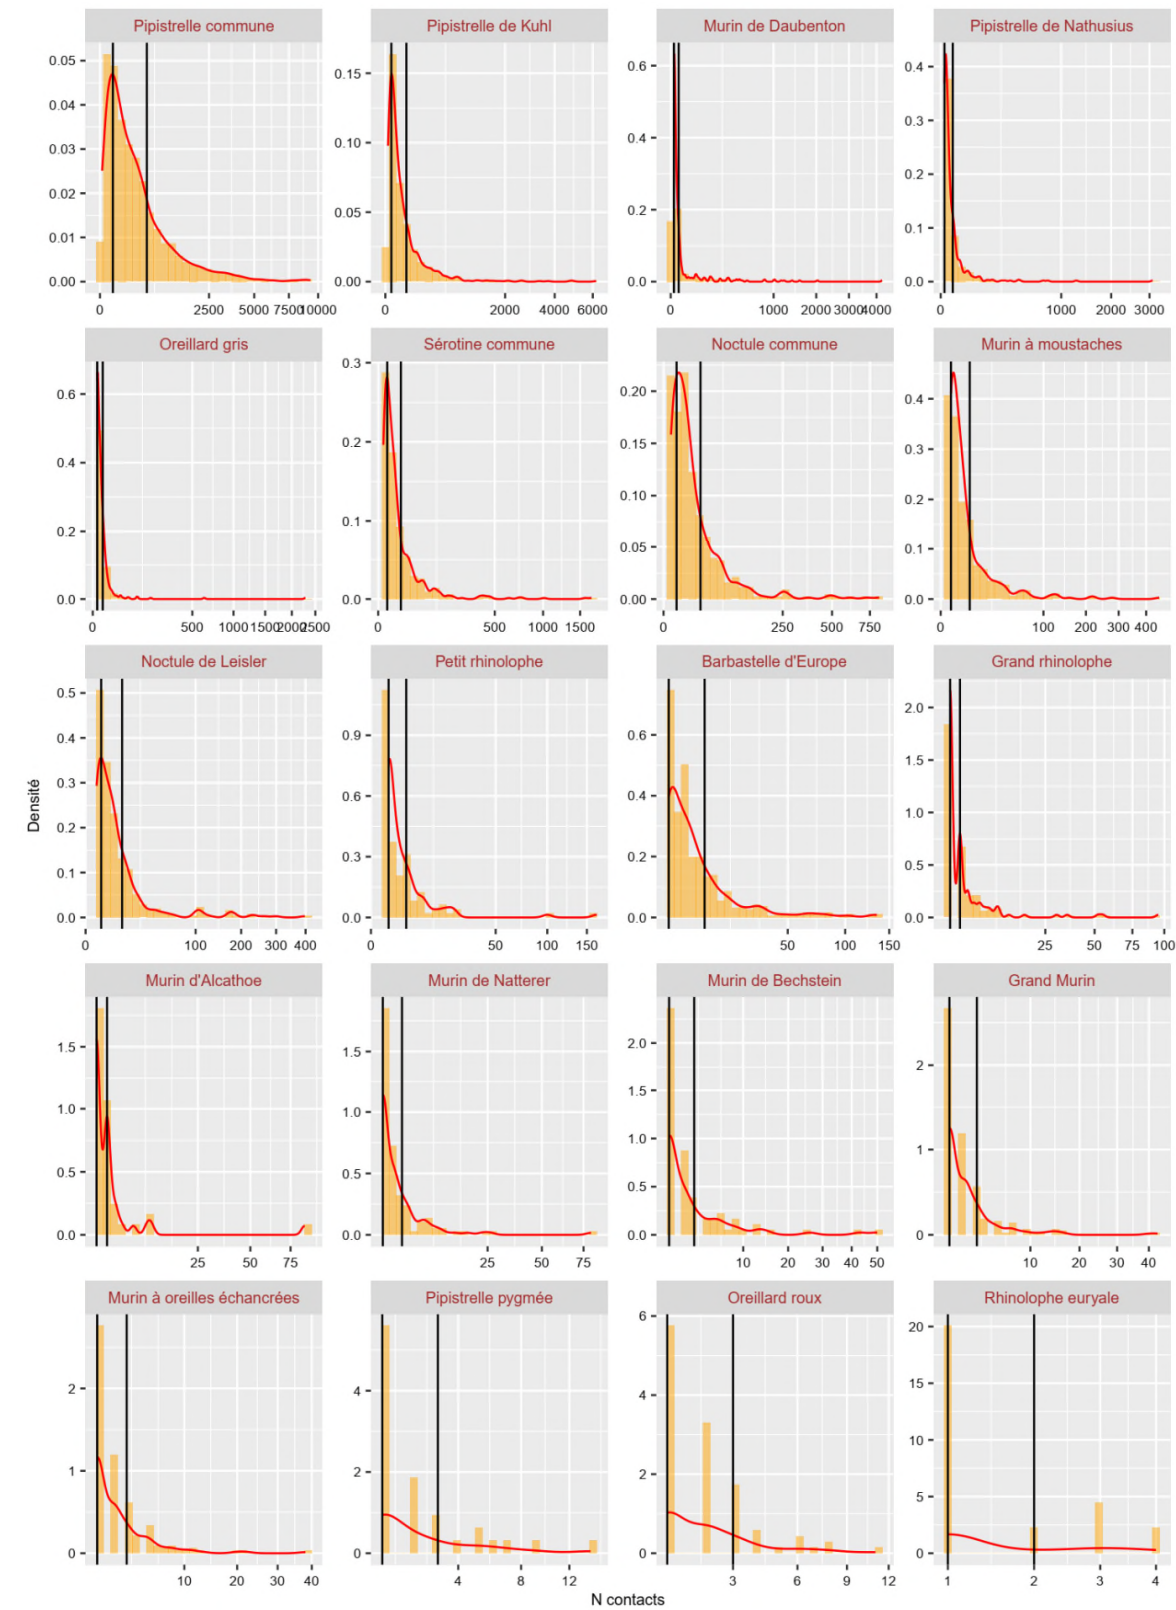 Pipistrelle commune
Pipistrelle de Kuhl
Murin de Daubenton
Pipistrelle de Nathusius
0.05
0.04
0.03
0.02
0.01
0.00
0.15
0.10
0.05
0.00
0.6
0.4
0.2
0.0
0.4
0.3
0.2
0.1
0.0
0 2500 5000 7500 10000
0 2000 4000 6000
0 1000 2000 3000 4000
0 1000 2000 3000
Oreillard gris
Sérotine commune
Noctule commune
Murin à moustaches
0.6
0.4
0.2
0.0
0.3
0.2
0.1
0.0
0.20
0.15
0.10
0.05
0.00
0.4
0.3
0.2
0.1
0.0
0 500 1000 1500 2000 2500
0 500 1000 1500
0 250 500 750
0 100 200 300 400
Noctule de Leisler
Petit rhinolophe
Barbastelle d'Europe
Grand rhinolophe
0.5
0.4
0.3
0.2
0.1
0.0
0.9
0.6
0.3
0.0
0.6
0.4
0.2
0.0
2.0
1.5
1.0
0.5
0.0
0 100 200 300 400
0 50 100 150
50 100 150
25 50 75 100
Densité
Murin d'Alcathoe
Murin de Natterer
Murin de Bechstein
Grand Murin
1.5
1.0
0.5
0.0
1.5
1.0
0.5
0.0
2.0
1.5
1.0
0.5
0.0
2
1
0
25 50 75
25 50 75
10 20 30 40 50
10 20 30 40
Murin à oreilles échancrées
Pipistrelle pygmée
Oreillard roux
Rhinolophe euryale
2
1
0
4
2
0
6
4
2
0
20
15
10
5
0
10 20 30 40
4 8 12
3 6 9 12
1 2 3 4
N contacts